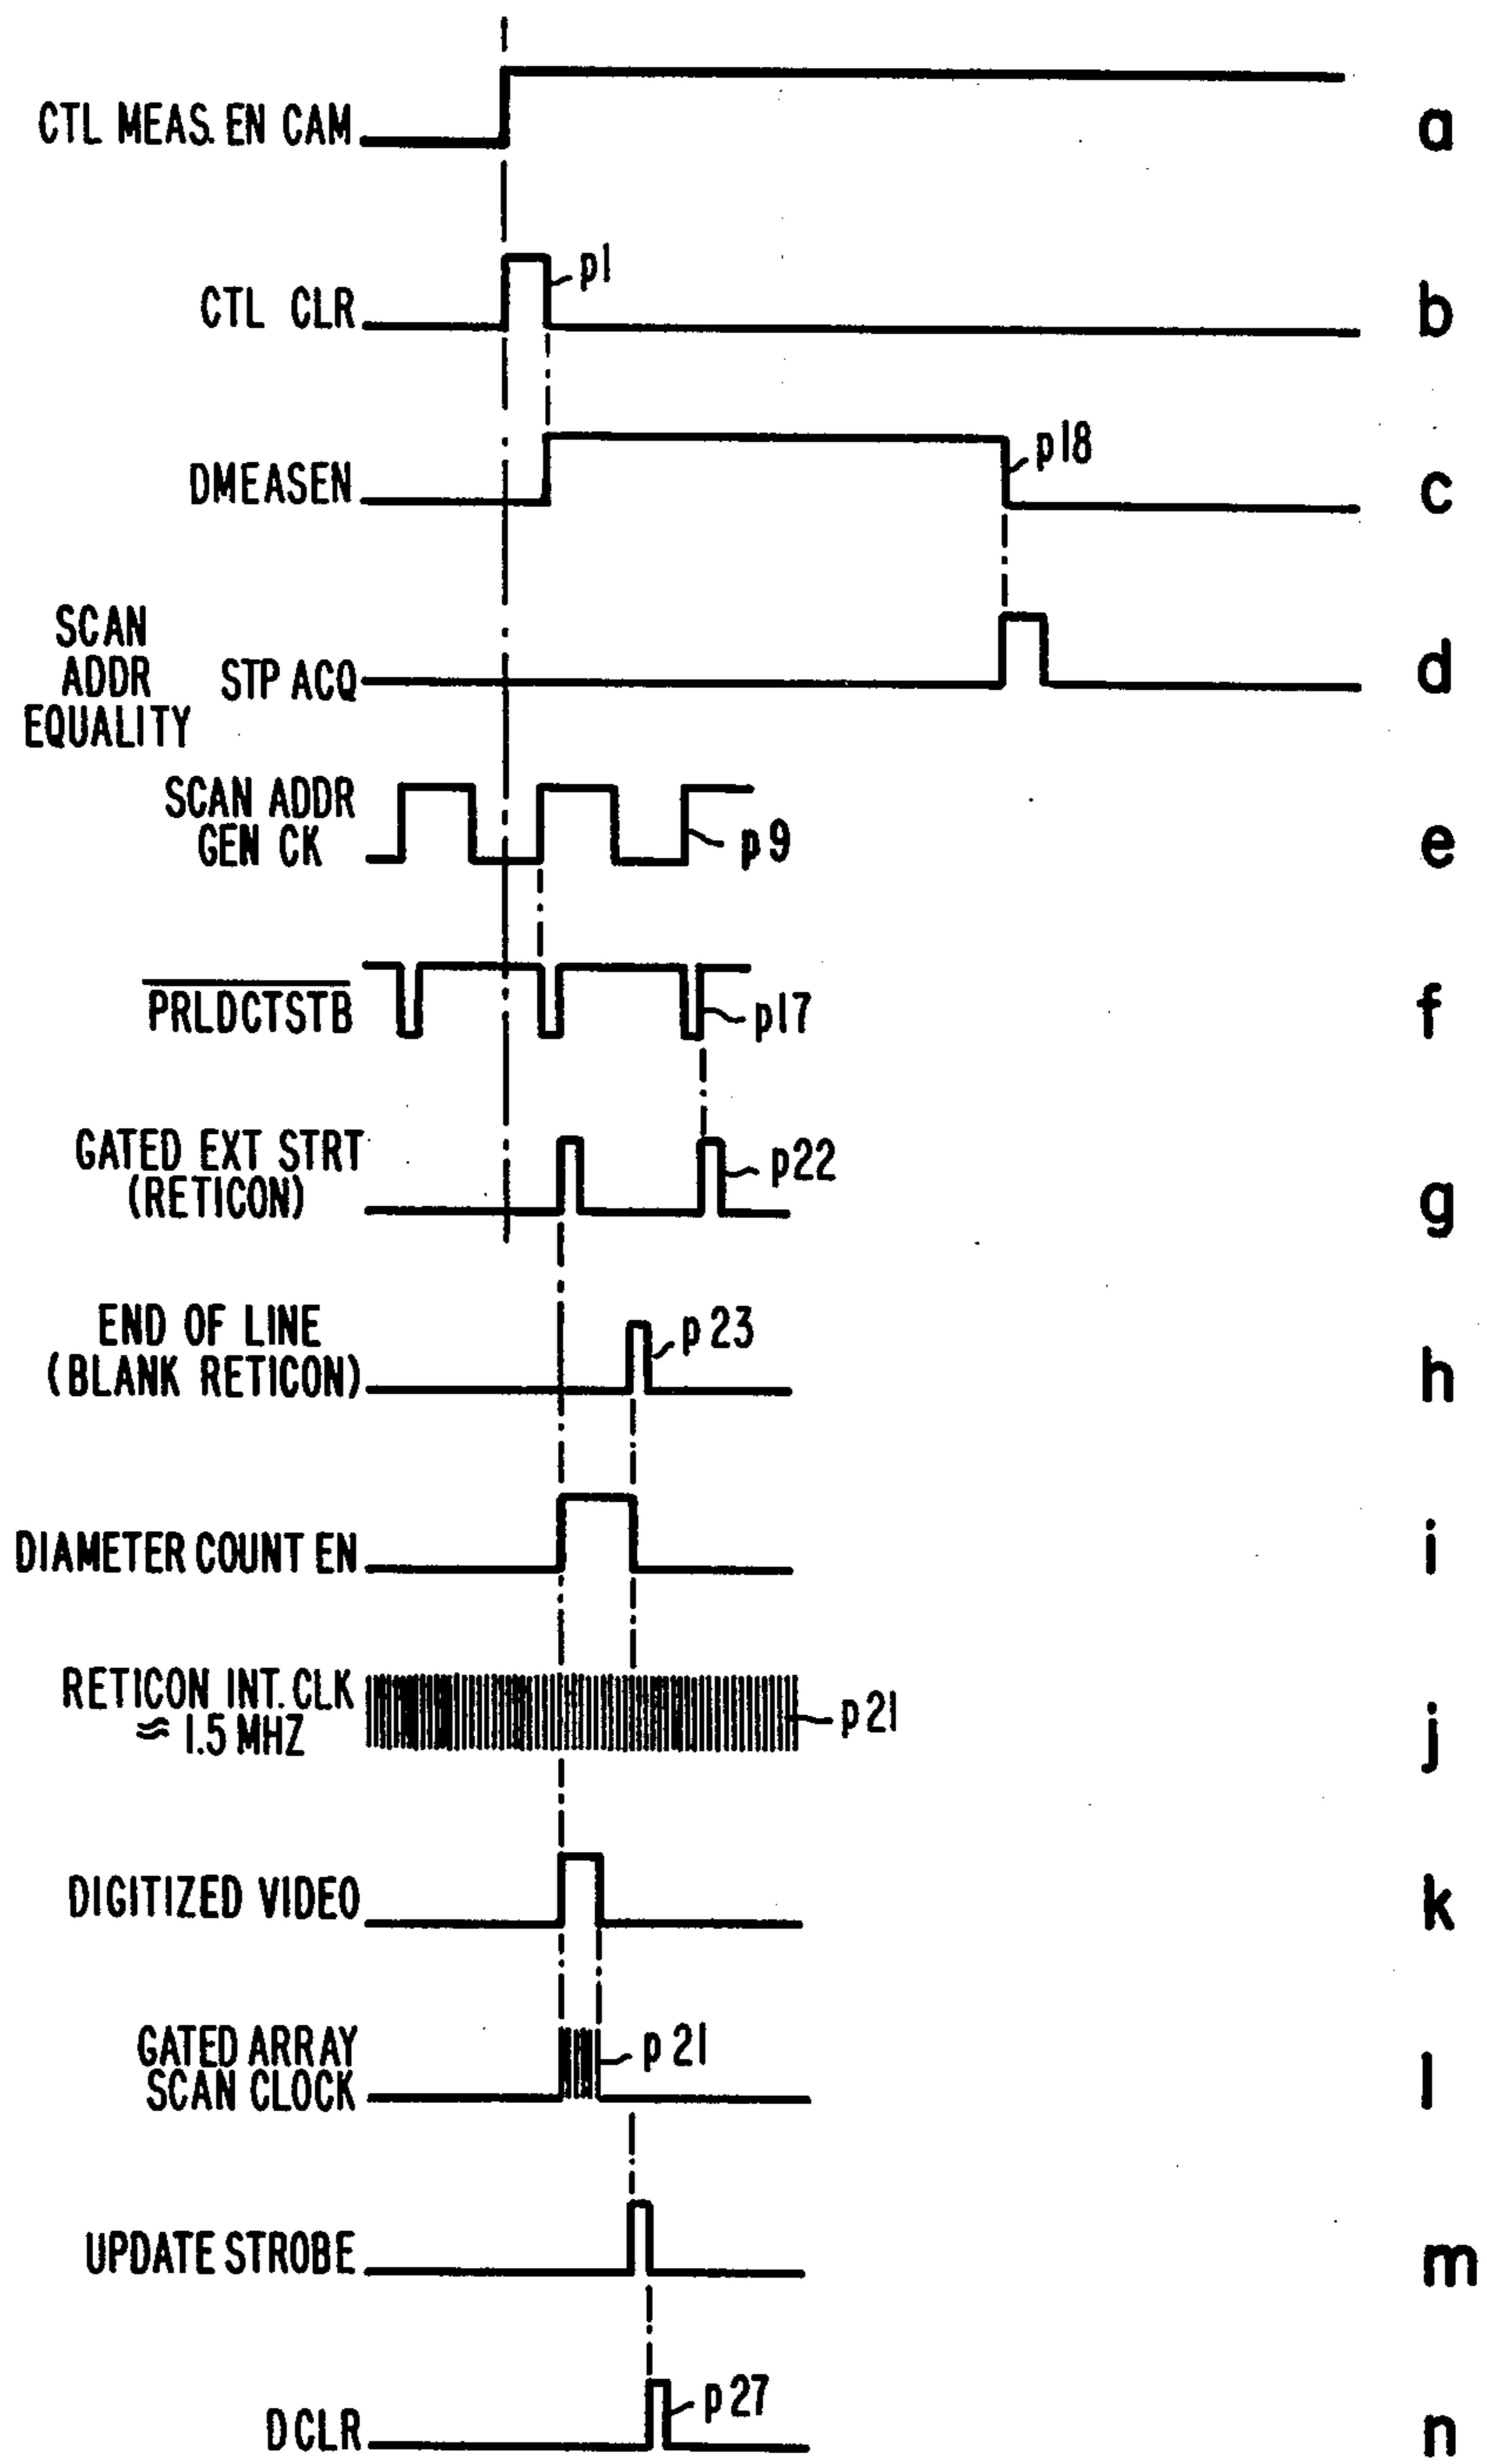 CTL MEAS. EN CAM
a
p1
CTL CLR
b
p18
DMEASEN
c
SCAN
ADDR
EQUALITY
STP ACQ
d
SCAN ADDR
GEN CK
p9
e
PRLDCTSTB
p17
f
GATED EXT STRT
(RETICON)
p22
g
END OF LINE
(BLANK RETICON)
p23
h
DIAMETER COUNT EN
i
RETICON INT. CLK
≈ 1.5 MHZ
p21
j
DIGITIZED VIDEO
k
GATED ARRAY
SCAN CLOCK
p21
l
UPDATE STROBE
m
D CLR
p27
n